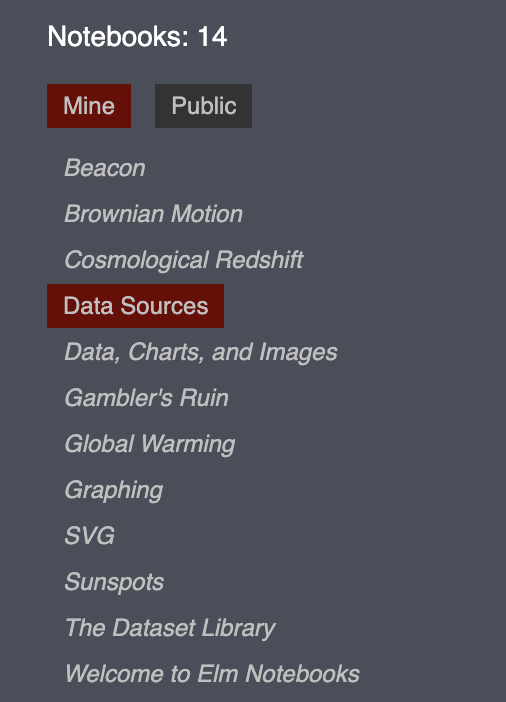 Notebooks: 14
Mine Public
Beacon
Brownian Motion
Cosmological Redshift
Data Sources
Data, Charts, and Images
Gambler's Ruin
Global Warming
Graphing
SVG
Sunspots
The Dataset Library
Welcome to Elm Notebooks